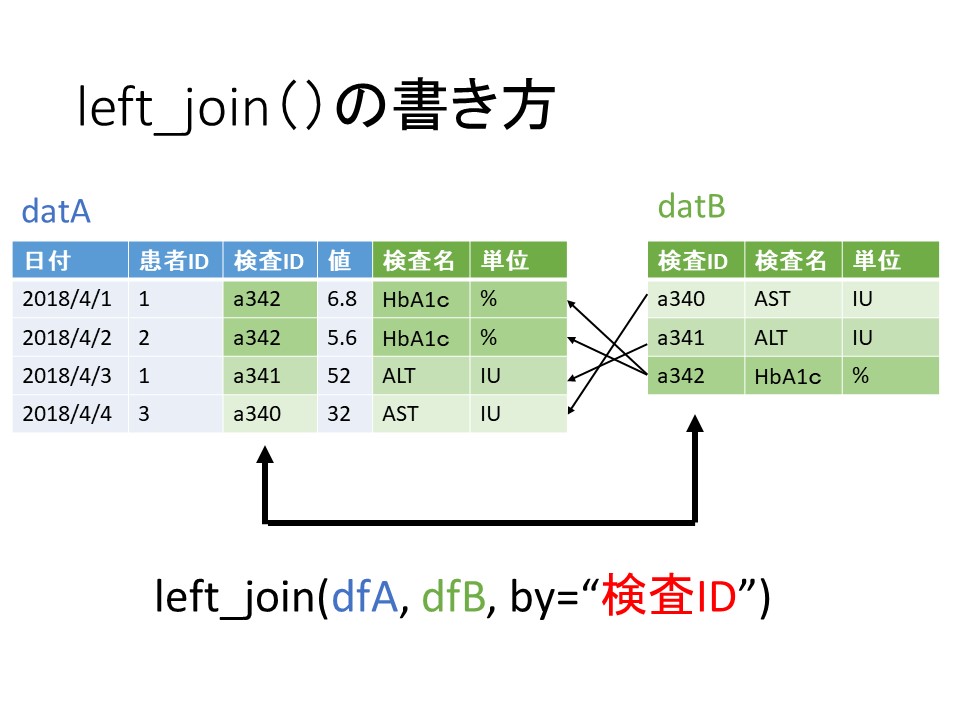 left_join（）の書き方
datA
日付 患者ID 検査ID 値 検査名 単位
2018/4/1 1 a342 6.8 HbA1c %
2018/4/2 2 a342 5.6 HbA1c %
2018/4/3 1 a341 52 ALT IU
2018/4/4 3 a340 32 AST IU
datB
検査ID 検査名 単位
a340 AST IU
a341 ALT IU
a342 HbA1c %
left_join(dfA, dfB, by=“検査ID”)